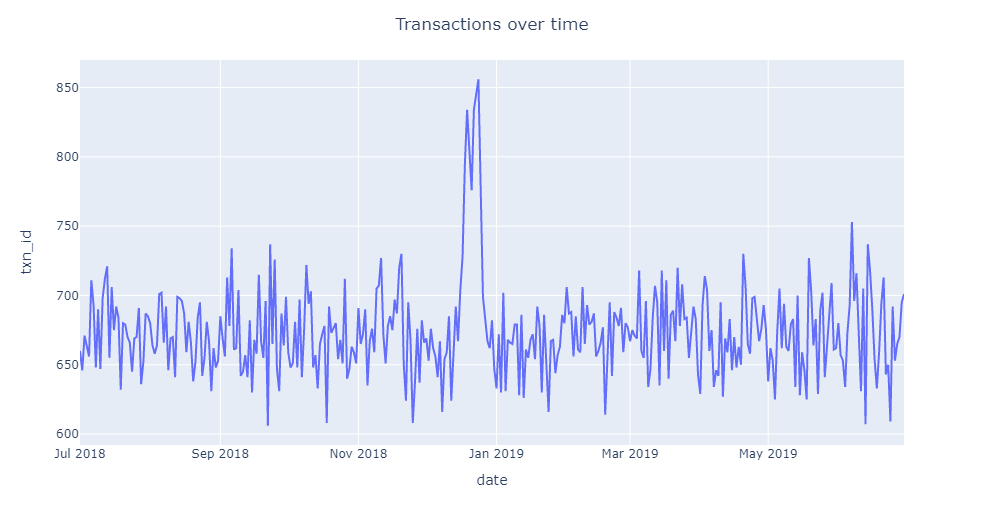 Transactions over time
850
800
750
700
650
600
txn_id
Jul 2018 Sep 2018 Nov 2018 Jan 2019 Mar 2019 May 2019
date